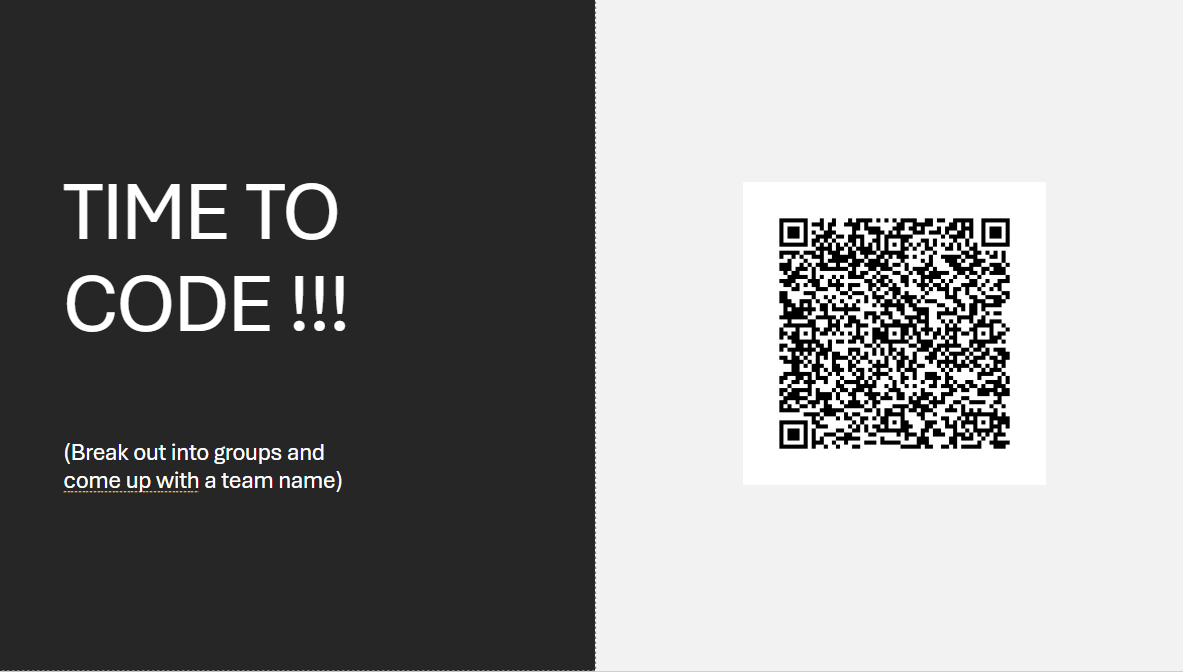 TIME TO
CODE !!!
(Break out into groups and
come up with a team name)